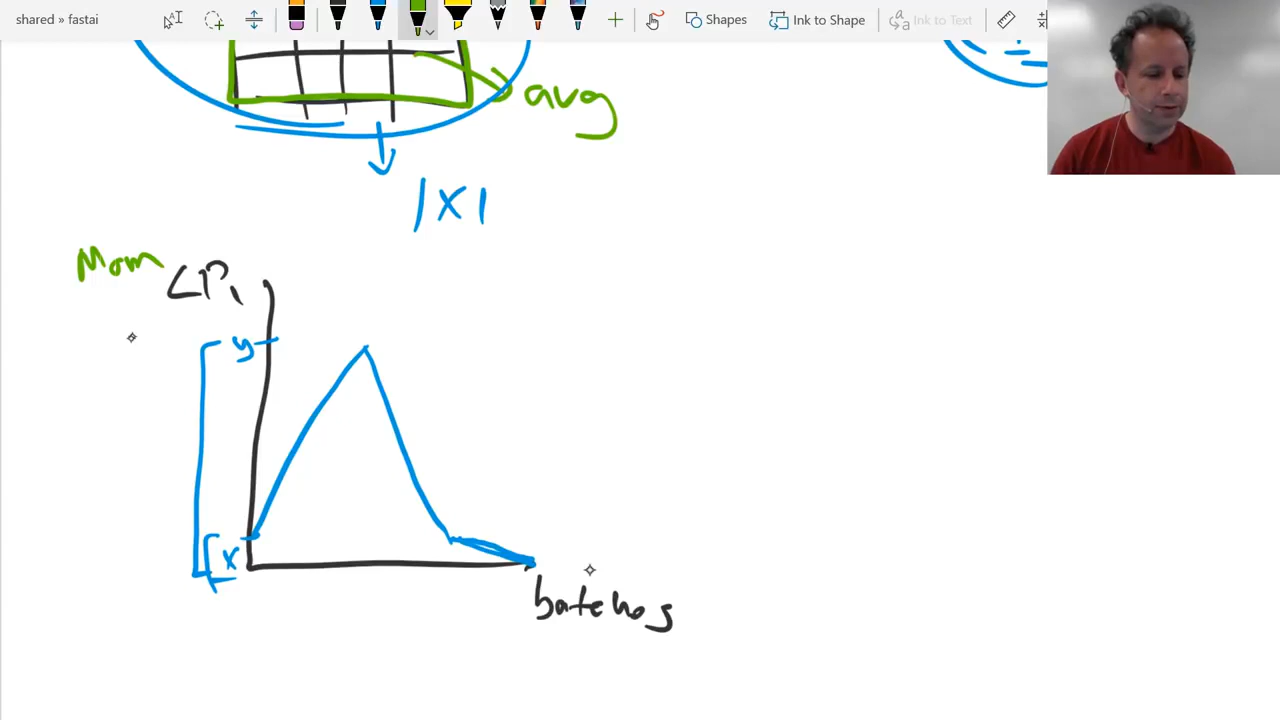 shared » fastai
Shapes
Ink to Shape
Ink to Text
avg
1x1
Mom
LR
y
x
batches